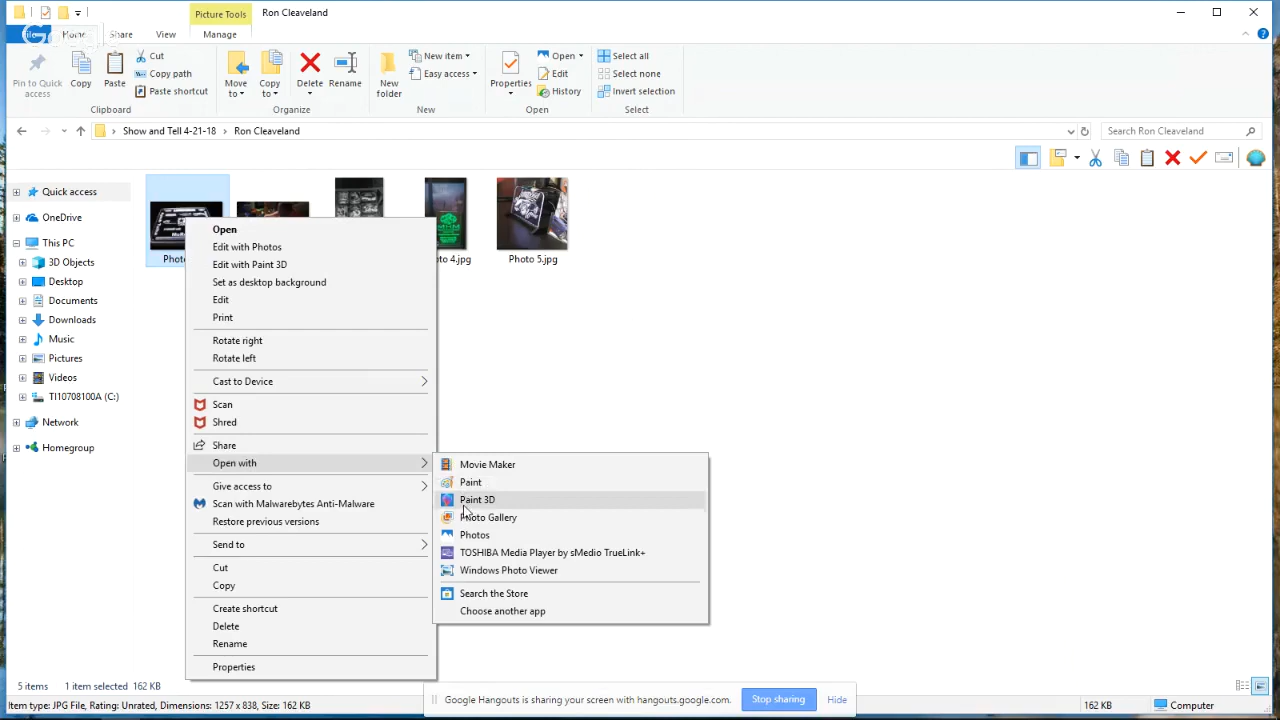 Picture Tools
Ron Cleaveland
Home
Share
View
Manage
Pin to Quick access
Copy
Paste
Cut
Copy path
Paste shortcut
Clipboard
Move to
Copy to
Delete
Rename
Organize
New folder
New item
Easy access
New
Properties
Open
Edit
History
Open
Select all
Select none
Invert selection
Select
Show and Tell 4-21-18
Ron Cleaveland
Search Ron Cleaveland
Quick access
OneDrive
This PC
3D Objects
Desktop
Documents
Downloads
Music
Pictures
Videos
TI10708100A (C:)
Network
Homegroup
Photo 5.jpg
Open
Edit with Photos
Edit with Paint 3D
Set as desktop background
Edit
Print
Rotate right
Rotate left
Cast to Device
Scan
Shred
Share
Open with
Give access to
Scan with Malwarebytes Anti-Malware
Restore previous versions
Send to
Cut
Copy
Create shortcut
Delete
Rename
Properties
Movie Maker
Paint
Paint 3D
Photo Gallery
Photos
TOSHIBA Media Player by sMedio TrueLink+
Windows Photo Viewer
Search the Store
Choose another app
5 items 1 item selected 162 KB
Item type: JPG File, Rating: Unrated, Dimensions: 1257 x 838, Size: 162 KB
Google Hangouts is sharing your screen with hangouts.google.com.
Stop sharing
Hide
162 KB
Computer